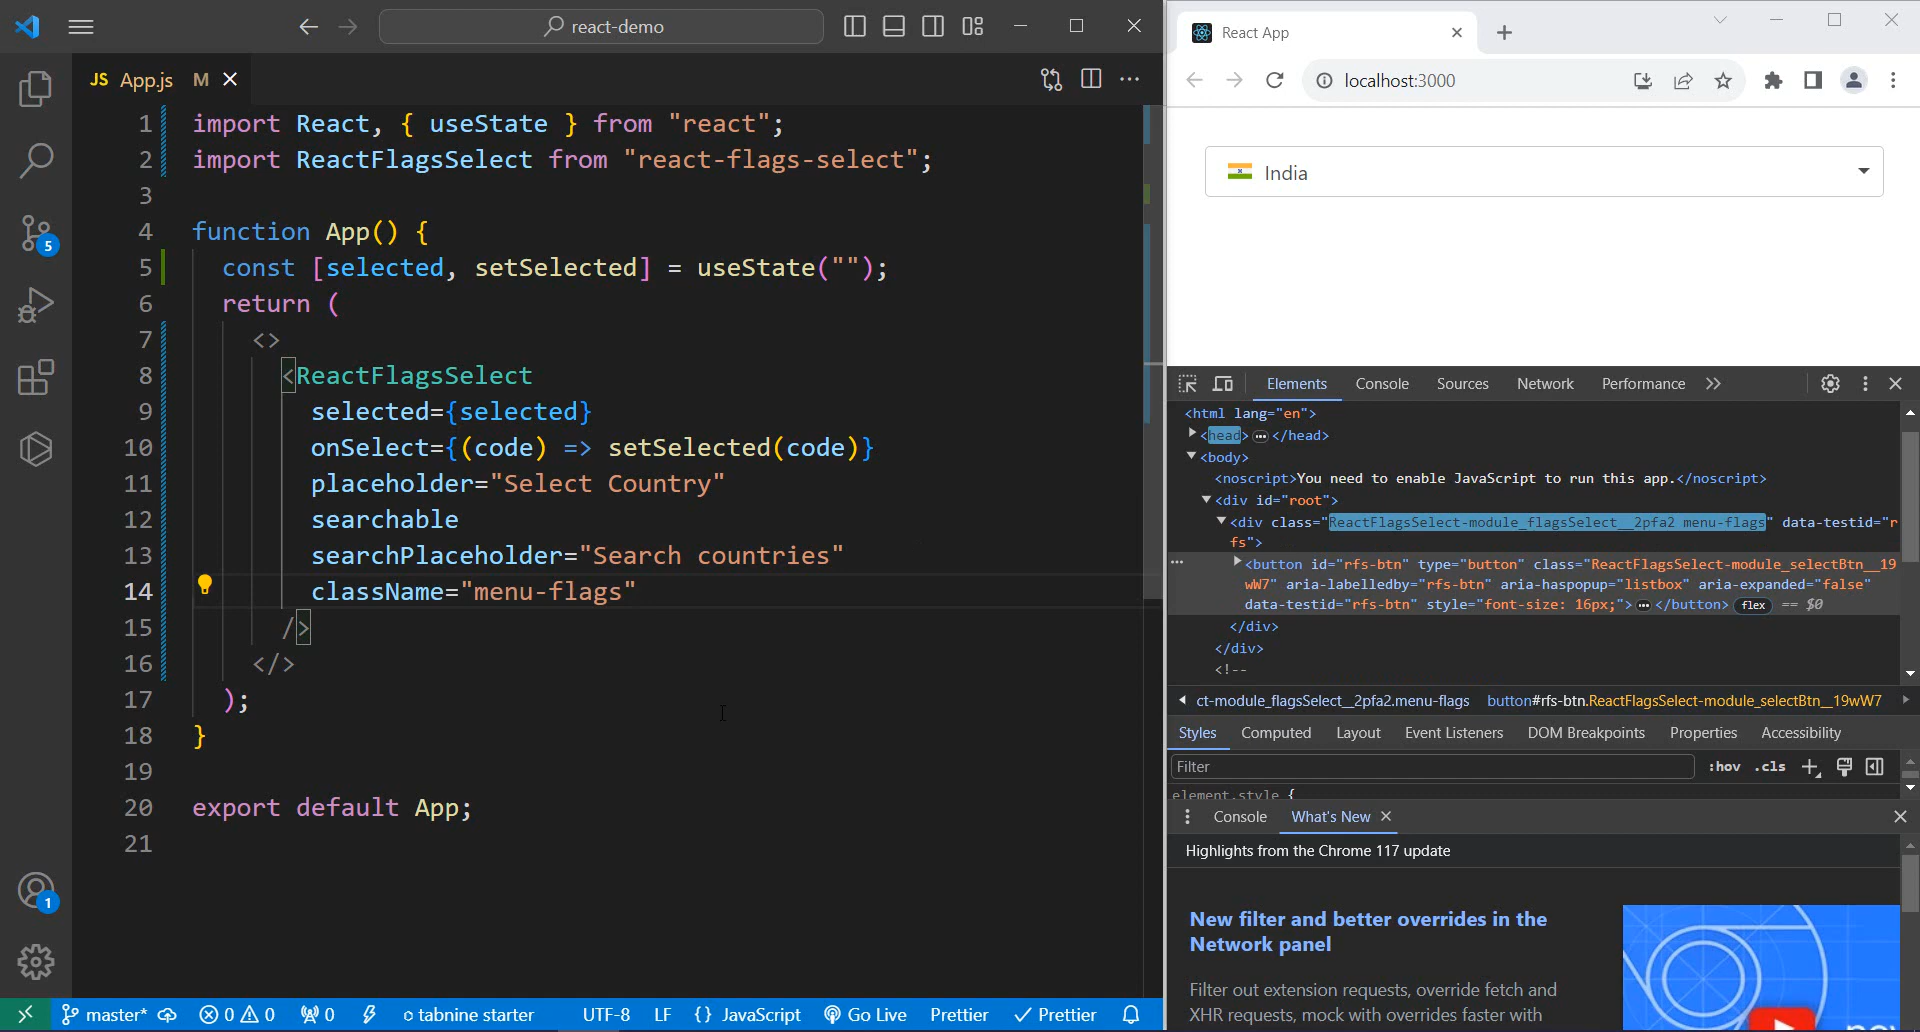 react-demo
JS App.js M
1 import React, { useState } from "react";
2 import ReactFlagsSelect from "react-flags-select";
3
4 function App() {
5 const [selected, setSelected] = useState("");
6 return (
7 <>
8 <ReactFlagsSelect
9 selected={selected}
10 onSelect={(code) => setSelected(code)}
11 placeholder="Select Country"
12 searchable
13 searchPlaceholder="Search countries"
14 className="menu-flags"
15 />
16 </>
17 );
18 }
19
20 export default App;
21
5
1
master* 0 0 0 tabnine starter UTF-8 LF {} JavaScript Go Live Prettier Prettier
React App
localhost:3000
India
Elements Console Sources Network Performance
<html lang="en">
<head> </head>
<body>
<noscript>You need to enable JavaScript to run this app.</noscript>
<div id="root">
<div class="ReactFlagsSelect-module_flagsSelect__2pfa2 menu-flags" data-testid="r
fs">
<button id="rfs-btn" type="button" class="ReactFlagsSelect-module_selectBtn__19
wW7" aria-labelledby="rfs-btn" aria-haspopup="listbox" aria-expanded="false"
data-testid="rfs-btn" style="font-size: 16px;"> </button> flex == $0
</div>
</div>
<!--
ct-module_flagsSelect__2pfa2.menu-flags button#rfs-btn.ReactFlagsSelect-module_selectBtn__19wW7
Styles Computed Layout Event Listeners DOM Breakpoints Properties Accessibility
Filter :hov .cls
element.style {
Console What's New
Highlights from the Chrome 117 update
New filter and better overrides in the
Network panel
Filter out extension requests, override fetch and
XHR requests, mock with overrides faster with